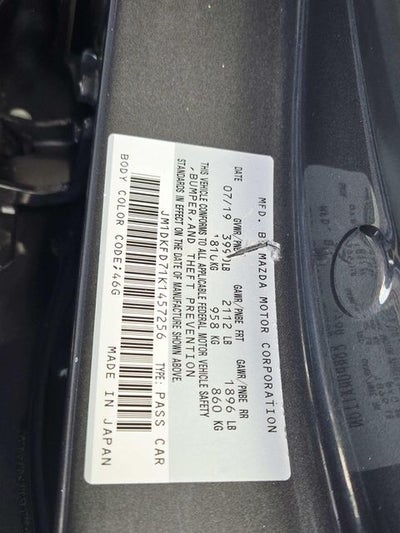 MFD. BY MAZDA MOTOR CORPORATION
DATE GVWR/PNBV GAWR/PNBE FRT GAWR/PNBE RR
07/19 LB 2112 LB 1896 LB
1816KG 958 KG 860 KG
THIS VEHICLE CONFORMS TO ALL APPLICABLE FEDERAL MOTOR VEHICLE SAFETY
,BUMPER,AND THEFT PREVENTION
STANDARDS IN EFFECT ON THE DATE OF MANUFACTURE SHOWN ABOVE.
JM1DKFD71K1457256 TYPE: PASS CAR
BODY COLOR CODE;46G MADE IN JAPAN